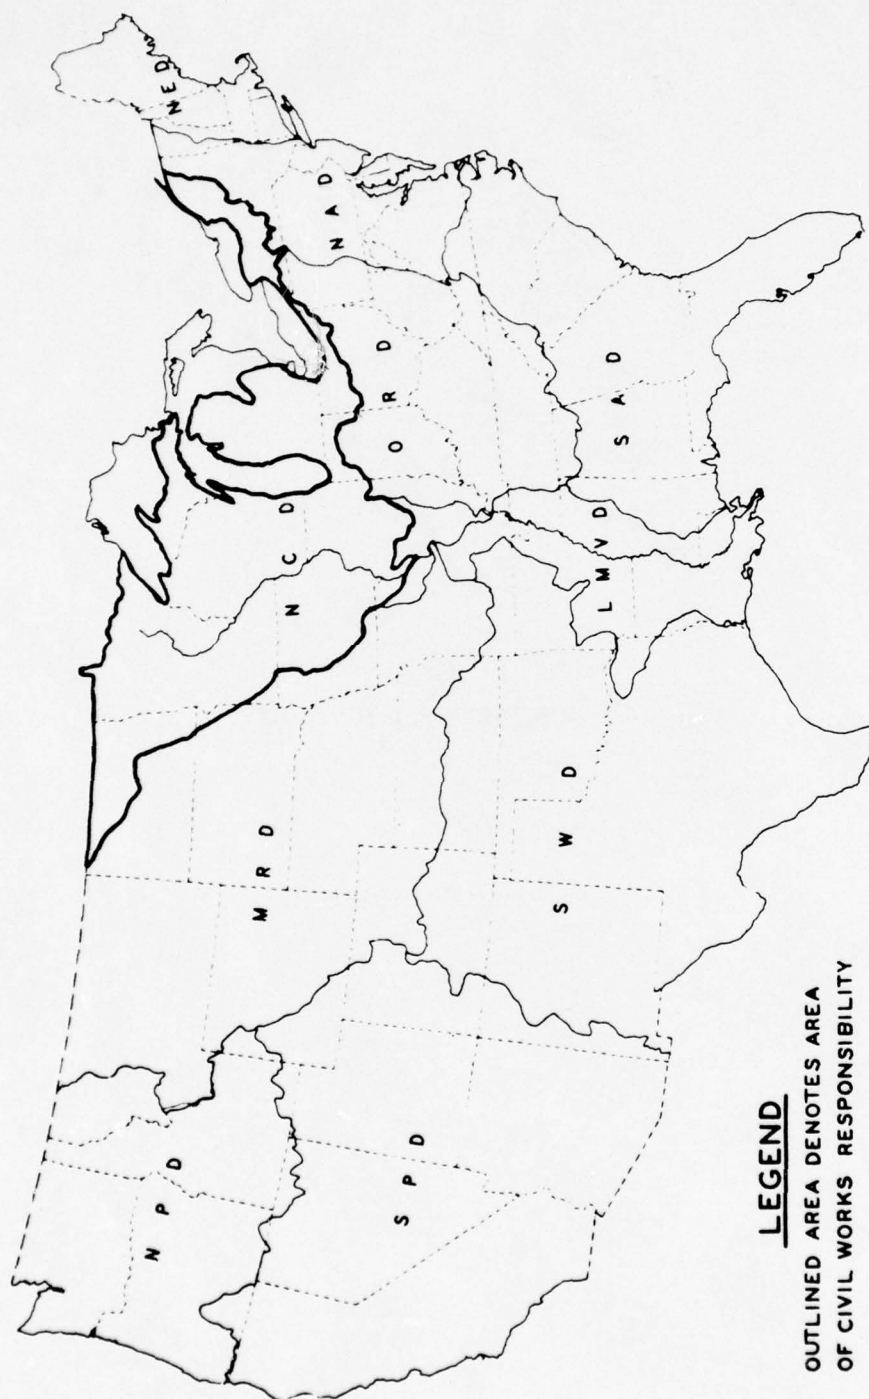 NED
NAD
ORD
NCD
SAD
LMVD
MRD
SWD
NPD
SPD
LEGEND
OUTLINED AREA DENOTES AREA
OF CIVIL WORKS RESPONSIBILITY